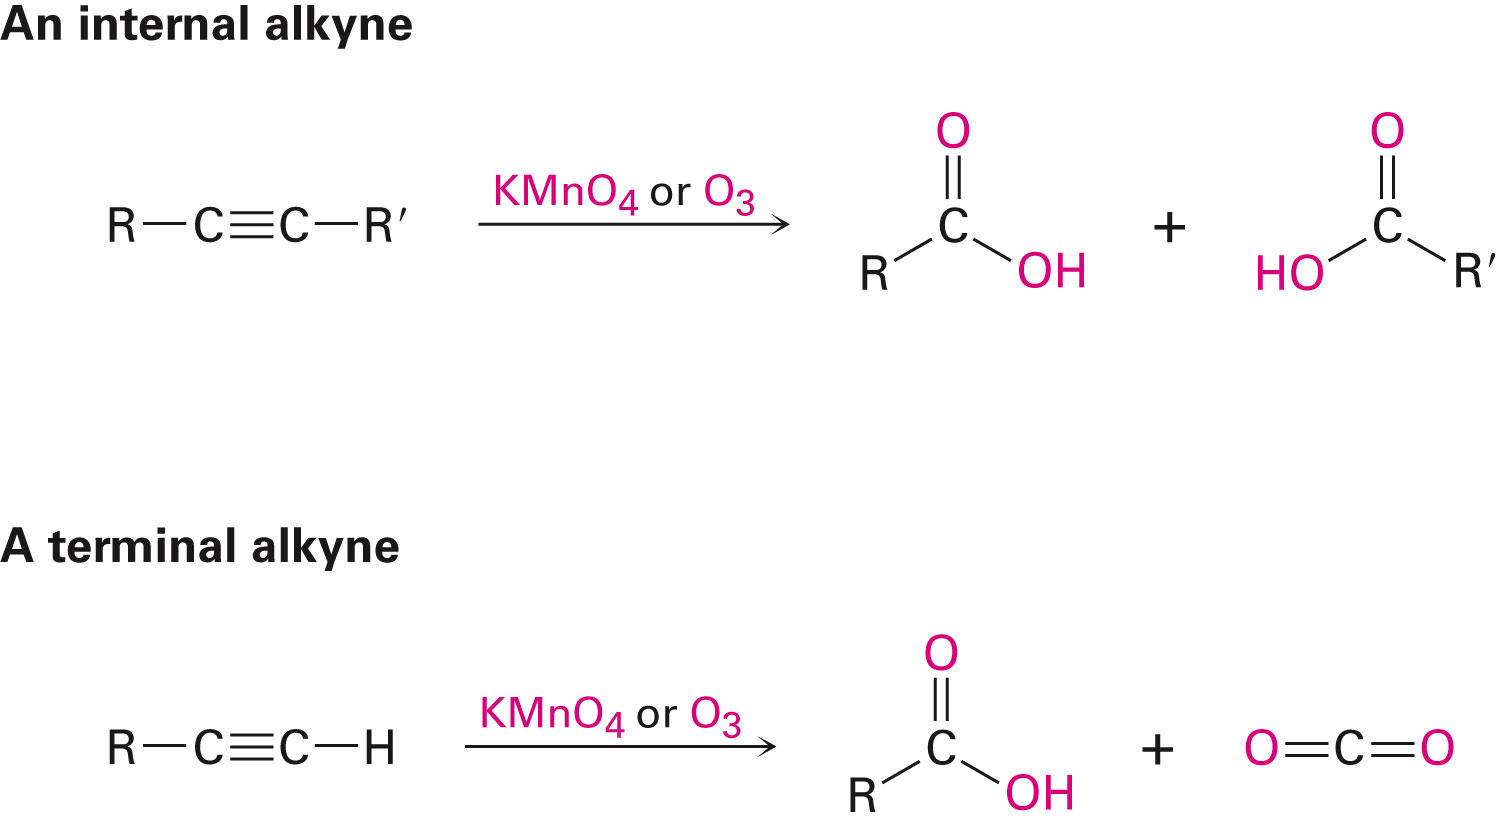 An internal alkyne
O O
KMnO₄ or O₃
R—C≡C—R′ C + C
R OH HO R′
A terminal alkyne
O
KMnO₄ or O₃
R—C≡C—H C + O=C=O
R OH